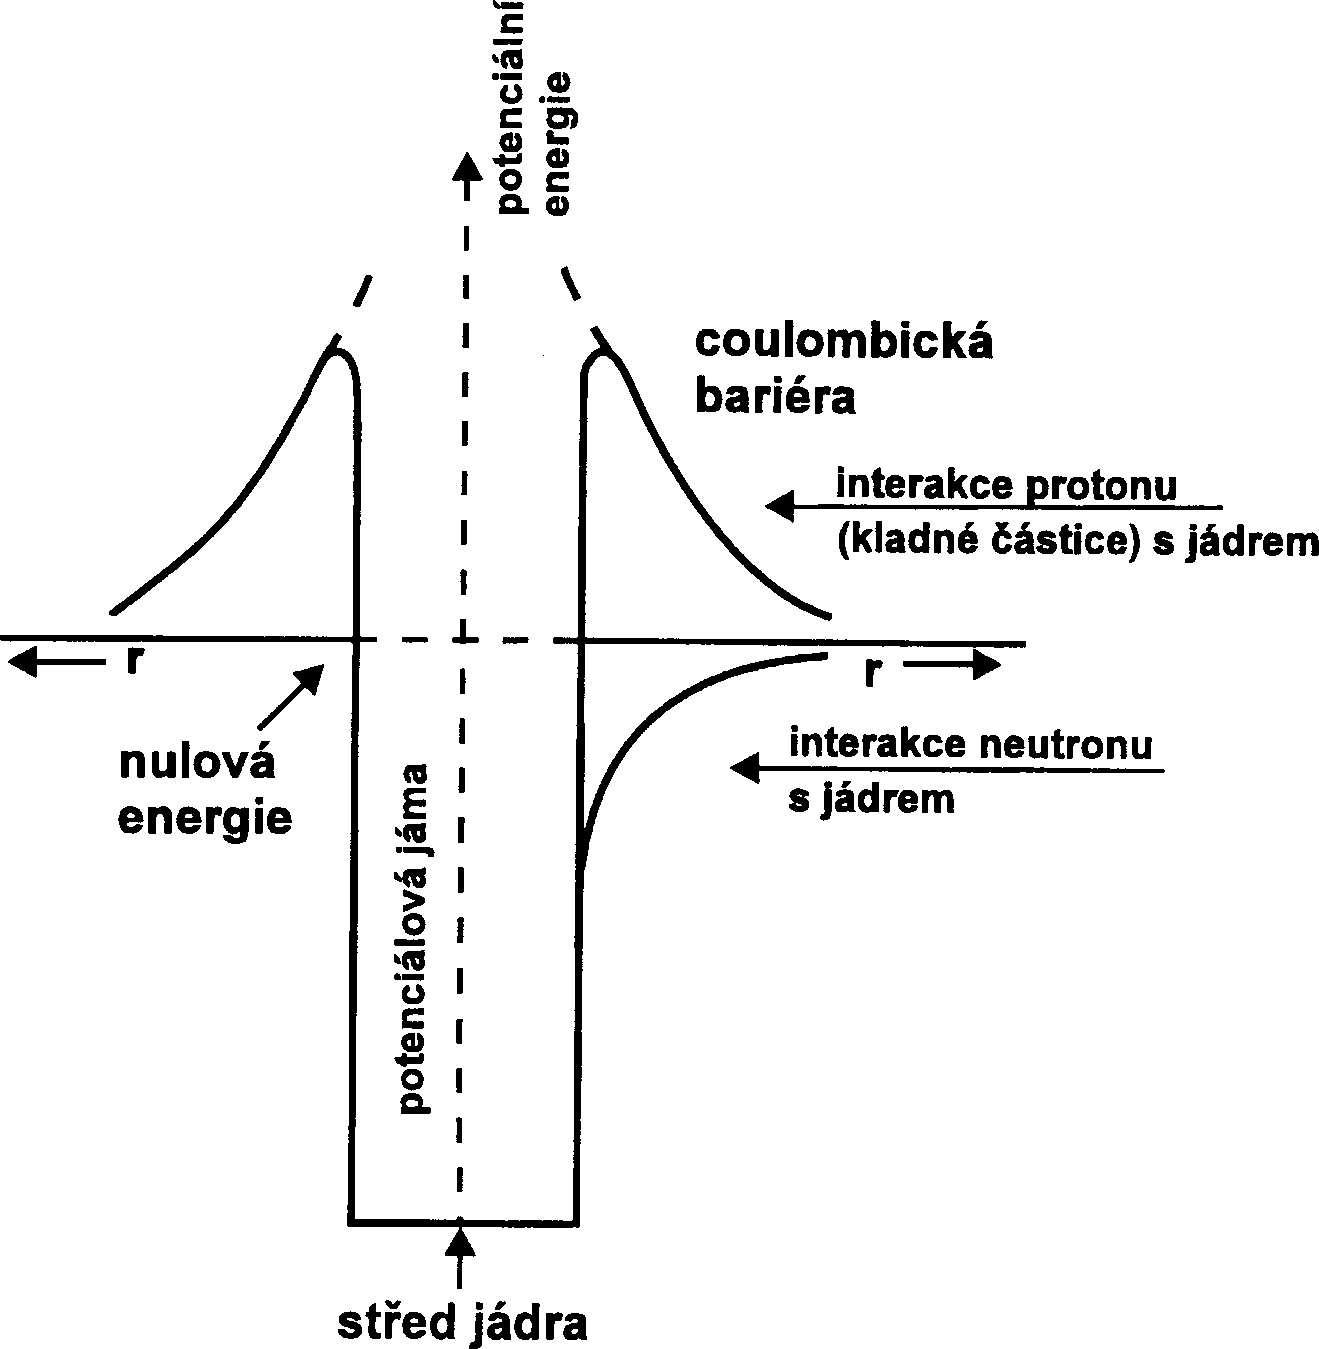 potenciální
energie
coulombická
bariéra
interakce protonu
(kladné částice) s jádrem
r
r
nulová
energie
interakce neutronu
s jádrem
potenciálová jáma
střed jádra